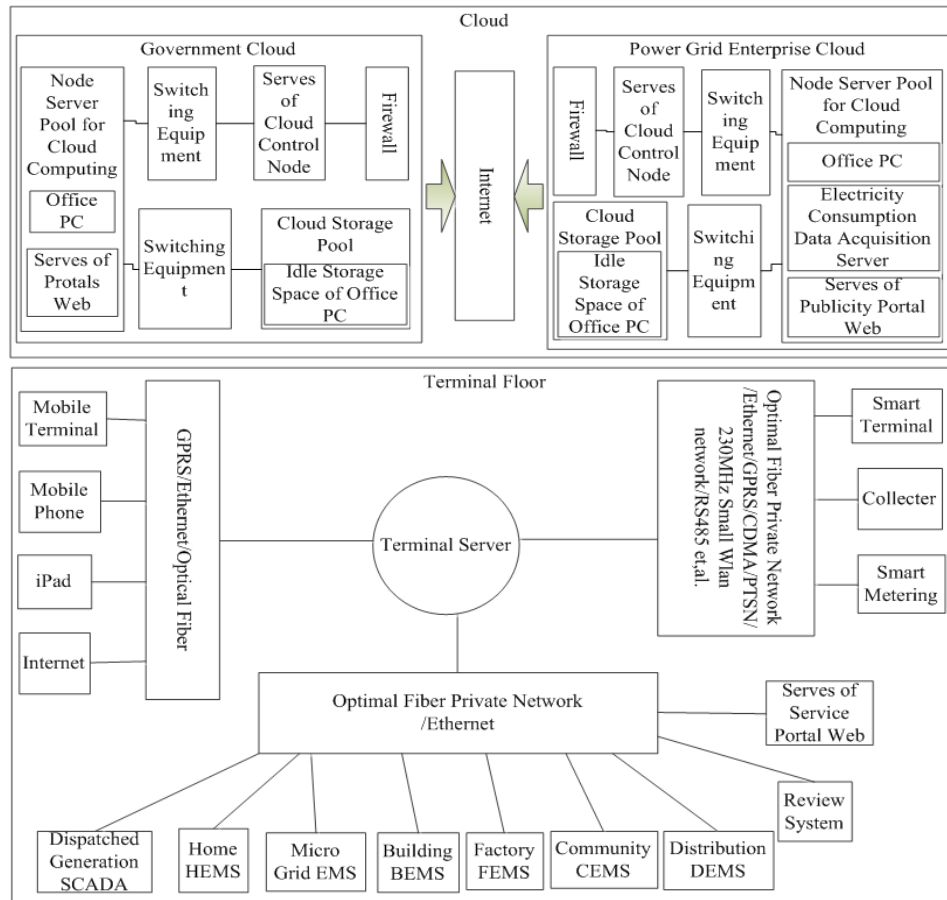 Cloud
Government Cloud
Node
Server
Pool for
Cloud
Computing
Office
PC
Serves of
Protals
Web
Switch
ing
Equip
ment
Serves
of
Cloud
Control
Node
Firewall
Switching
Equipmen
t
Cloud Storage
Pool
Idle Storage
Space of Office
PC
Internet
Power Grid Enterprise Cloud
Firewall
Serves
of
Cloud
Control
Node
Switch
ing
Equip
ment
Node Server Pool
for Cloud
Computing
Office PC
Electricity
Consumption
Data Acquisition
Server
Serves of
Publicity Portal
Web
Cloud
Storage Pool
Idle
Storage
Space of
Office PC
Switchi
ng
Equipm
ent
Terminal Floor
Mobile
Terminal
Mobile
Phone
iPad
Internet
GPRS/Ethernet/Optical Fiber
Terminal Server
Optimal Fiber Private Network
/Ethernet/GPRS/CDMA/PTSN/
230MHz Small Wlan
network/RS485 et,al.
Smart
Terminal
Collecter
Smart
Metering
Optimal Fiber Private Network
/Ethernet
Serves of
Service
Portal Web
Review
System
Dispatched
Generation
SCADA
Home
HEMS
Micro
Grid EMS
Building
BEMS
Factory
FEMS
Community
CEMS
Distribution
DEMS